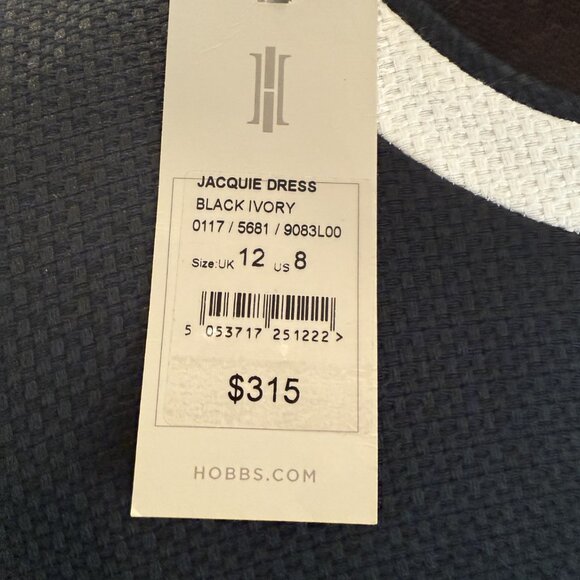 JACQUIE DRESS
BLACK IVORY
0117 / 5681 / 9083L00
Size:UK 12 US 8
5 053717 251222 >
$315
HOBBS.COM